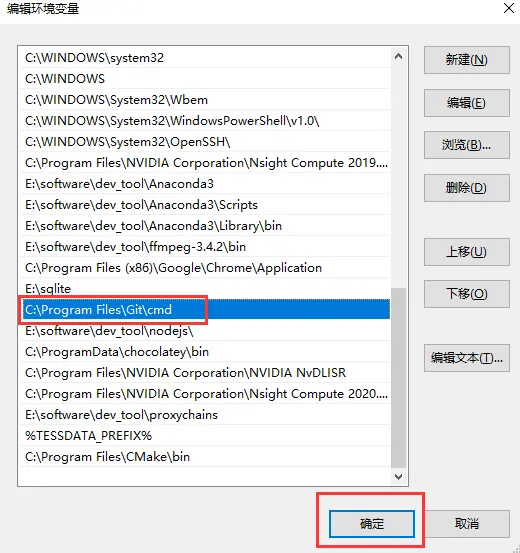 编辑环境变量
C:\WINDOWS\system32
C:\WINDOWS
C:\WINDOWS\System32\Wbem
C:\WINDOWS\System32\WindowsPowerShell\v1.0\
C:\WINDOWS\System32\OpenSSH\
C:\Program Files\NVIDIA Corporation\Nsight Compute 2019....
E:\software\dev_tool\Anaconda3
E:\software\dev_tool\Anaconda3\Scripts
E:\software\dev_tool\Anaconda3\Library\bin
E:\software\dev_tool\ffmpeg-3.4.2\bin
C:\Program Files (x86)\Google\Chrome\Application
E:\sqlite
C:\Program Files\Git\cmd
E:\software\dev_tool\nodejs\
C:\ProgramData\chocolatey\bin
C:\Program Files\NVIDIA Corporation\NVIDIA NvDLISR
C:\Program Files\NVIDIA Corporation\Nsight Compute 2020....
E:\software\dev_tool\proxychains
%TESSDATA_PREFIX%
C:\Program Files\CMake\bin
新建(N)
编辑(E)
浏览(B)...
删除(D)
上移(U)
下移(O)
编辑文本(T)...
确定
取消